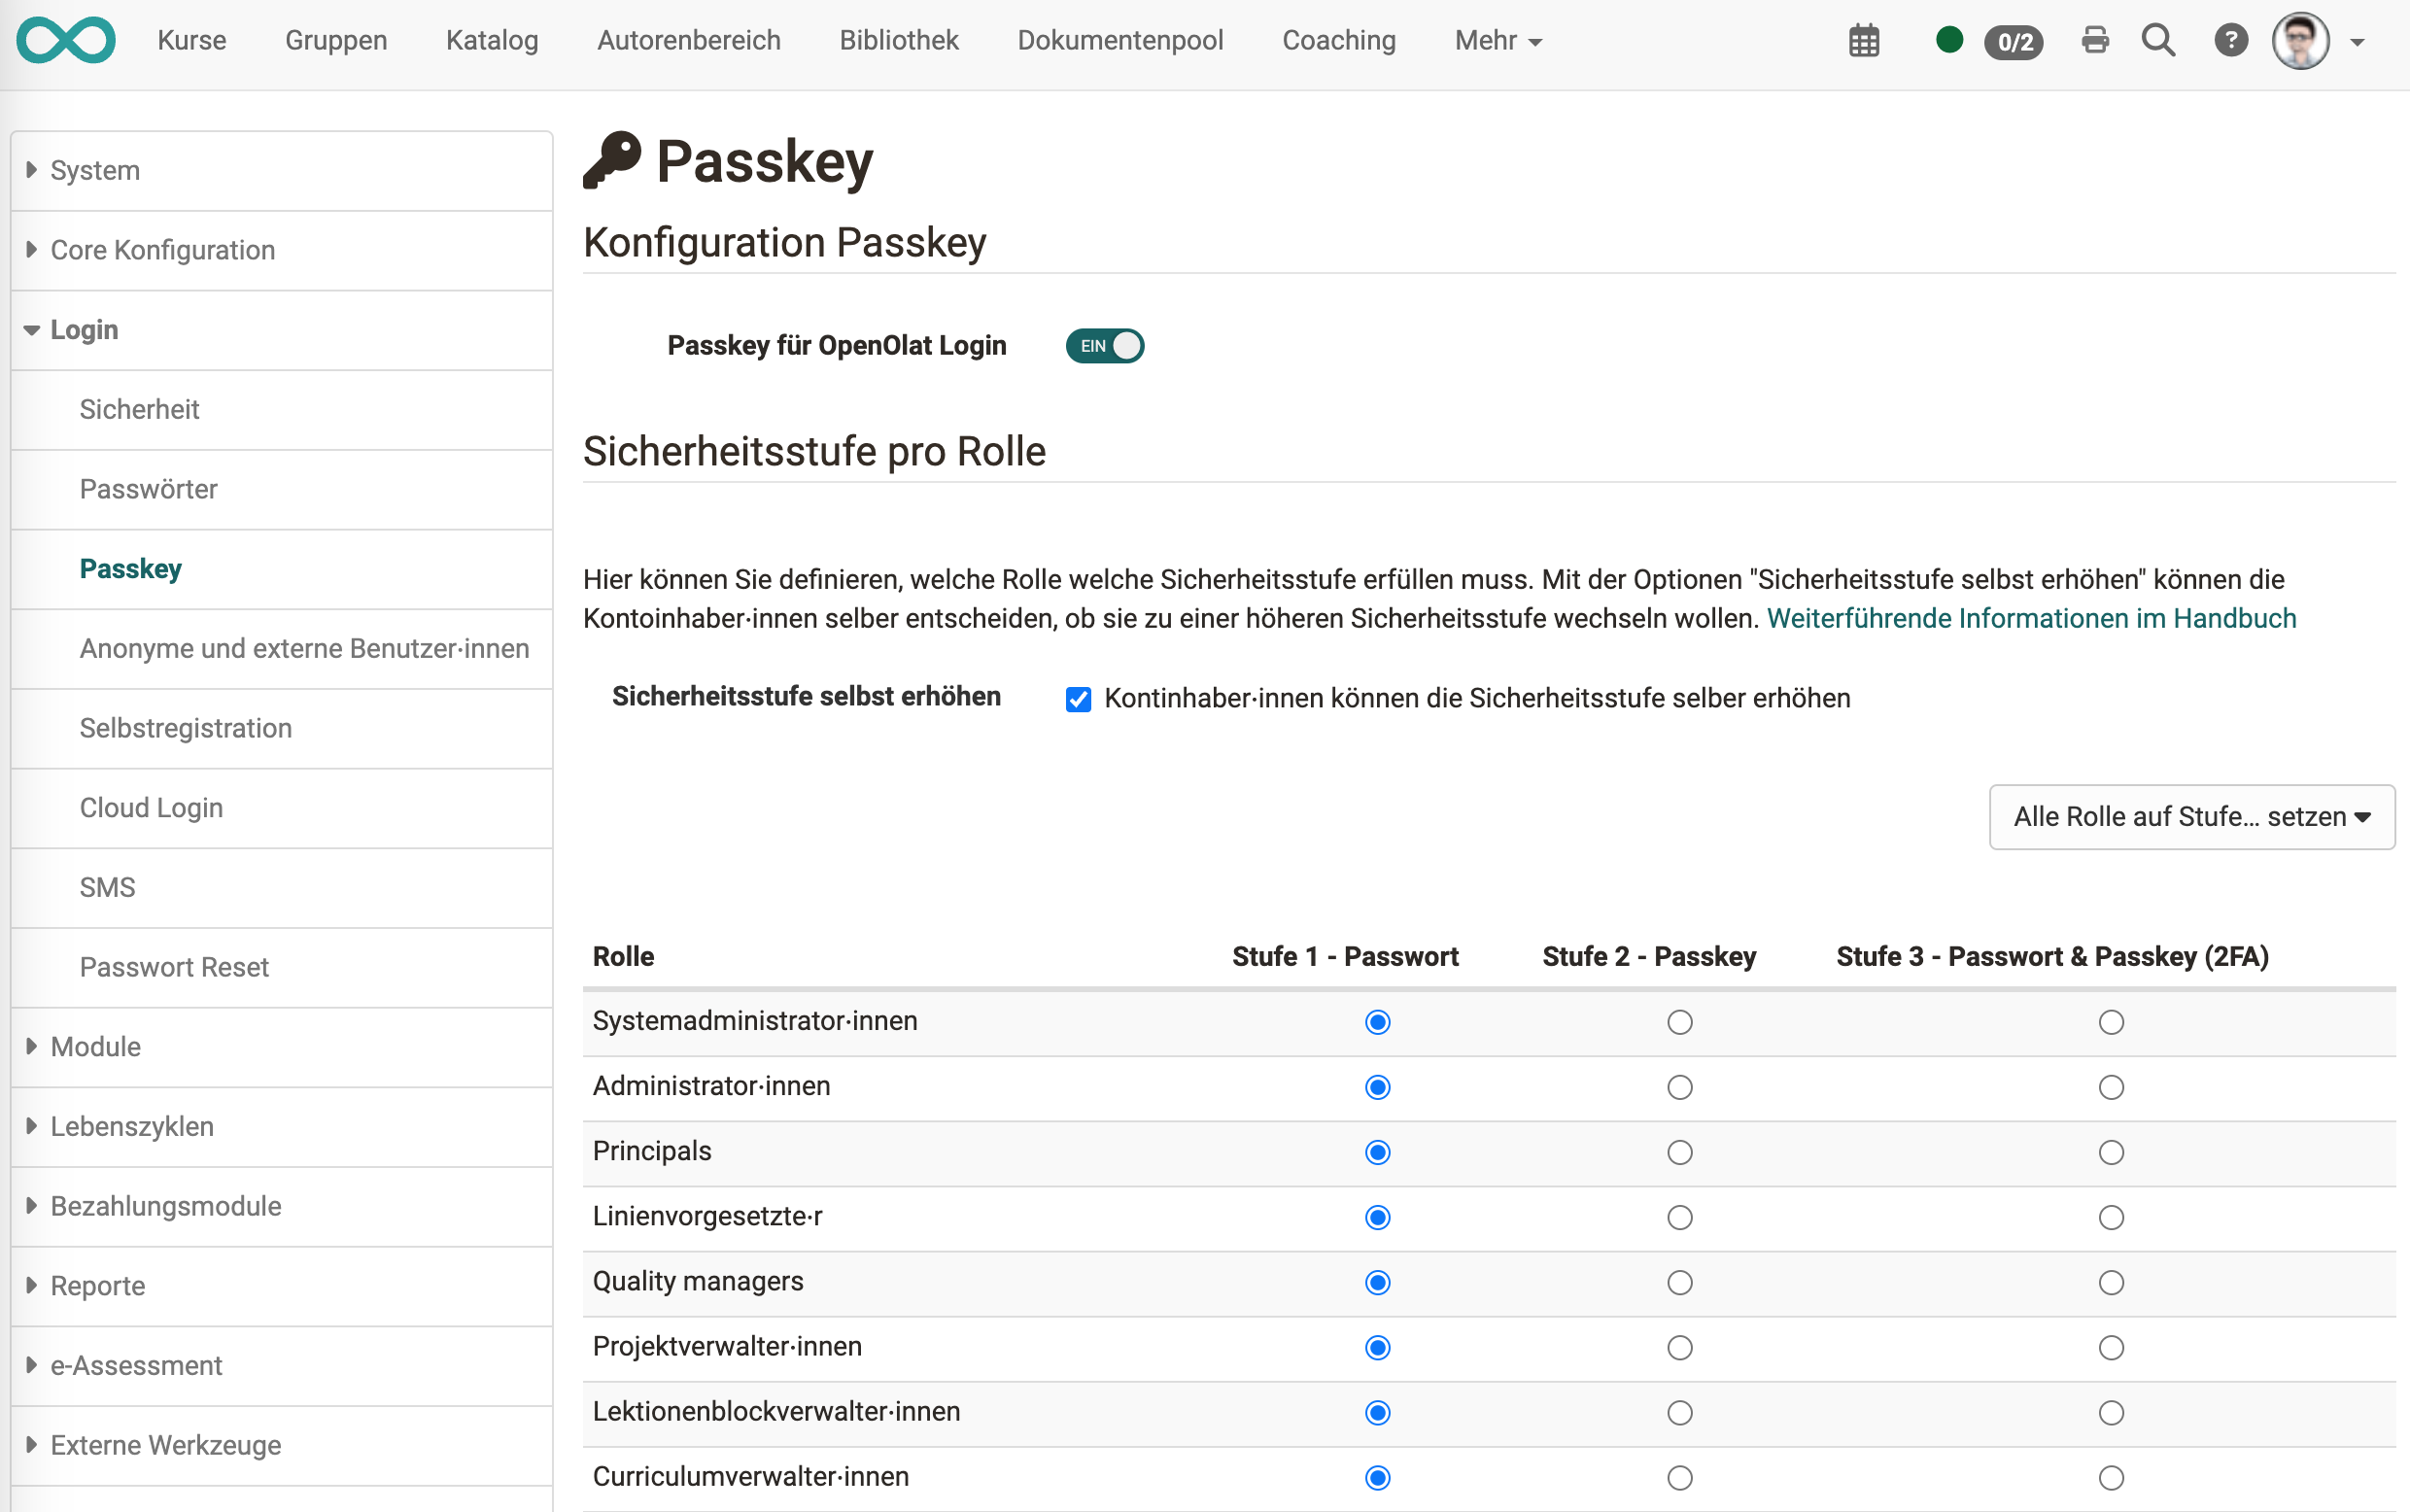 Kurse Gruppen Katalog Autorenbereich Bibliothek Dokumentenpool Coaching Mehr 0/2 ?
System
Core Konfiguration
Login
Sicherheit
Passwörter
Passkey
Anonyme und externe Benutzer·innen
Selbstregistration
Cloud Login
SMS
Passwort Reset
Module
Lebenszyklen
Bezahlungsmodule
Reporte
e-Assessment
Externe Werkzeuge
Passkey
Konfiguration Passkey
Passkey für OpenOlat Login EIN
Sicherheitsstufe pro Rolle
Hier können Sie definieren, welche Rolle welche Sicherheitsstufe erfüllen muss. Mit der Optionen "Sicherheitsstufe selbst erhöhen" können die
Kontoinhaber·innen selber entscheiden, ob sie zu einer höheren Sicherheitsstufe wechseln wollen. Weiterführende Informationen im Handbuch
Sicherheitsstufe selbst erhöhen Kontinhaber·innen können die Sicherheitsstufe selber erhöhen
Alle Rolle auf Stufe... setzen
Rolle Stufe 1 - Passwort Stufe 2 - Passkey Stufe 3 - Passwort & Passkey (2FA)
Systemadministrator·innen
Administrator·innen
Principals
Linienvorgesetzte·r
Quality managers
Projektverwalter·innen
Lektionenblockverwalter·innen
Curriculumverwalter·innen